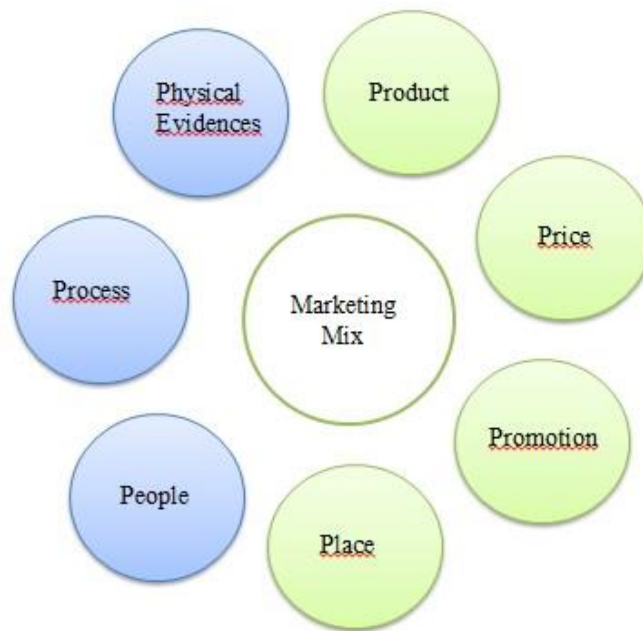 Physical
Evidences
Product
Price
Process
Marketing
Mix
Promotion
People
Place